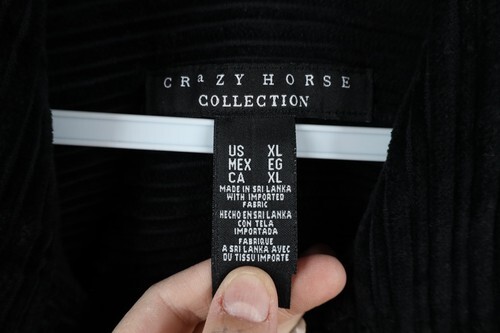 CRaZY HORSE
COLLECTION
US XL
MEX EG
CA XL
MADE IN SRI LANKA
WITH IMPORTED
FABRIC
HECHO EN SRI LANKA
CON TELA
IMPORTADA
FABRIQUE
A SRI LANKA AVEC
DU TISSU IMPORTE